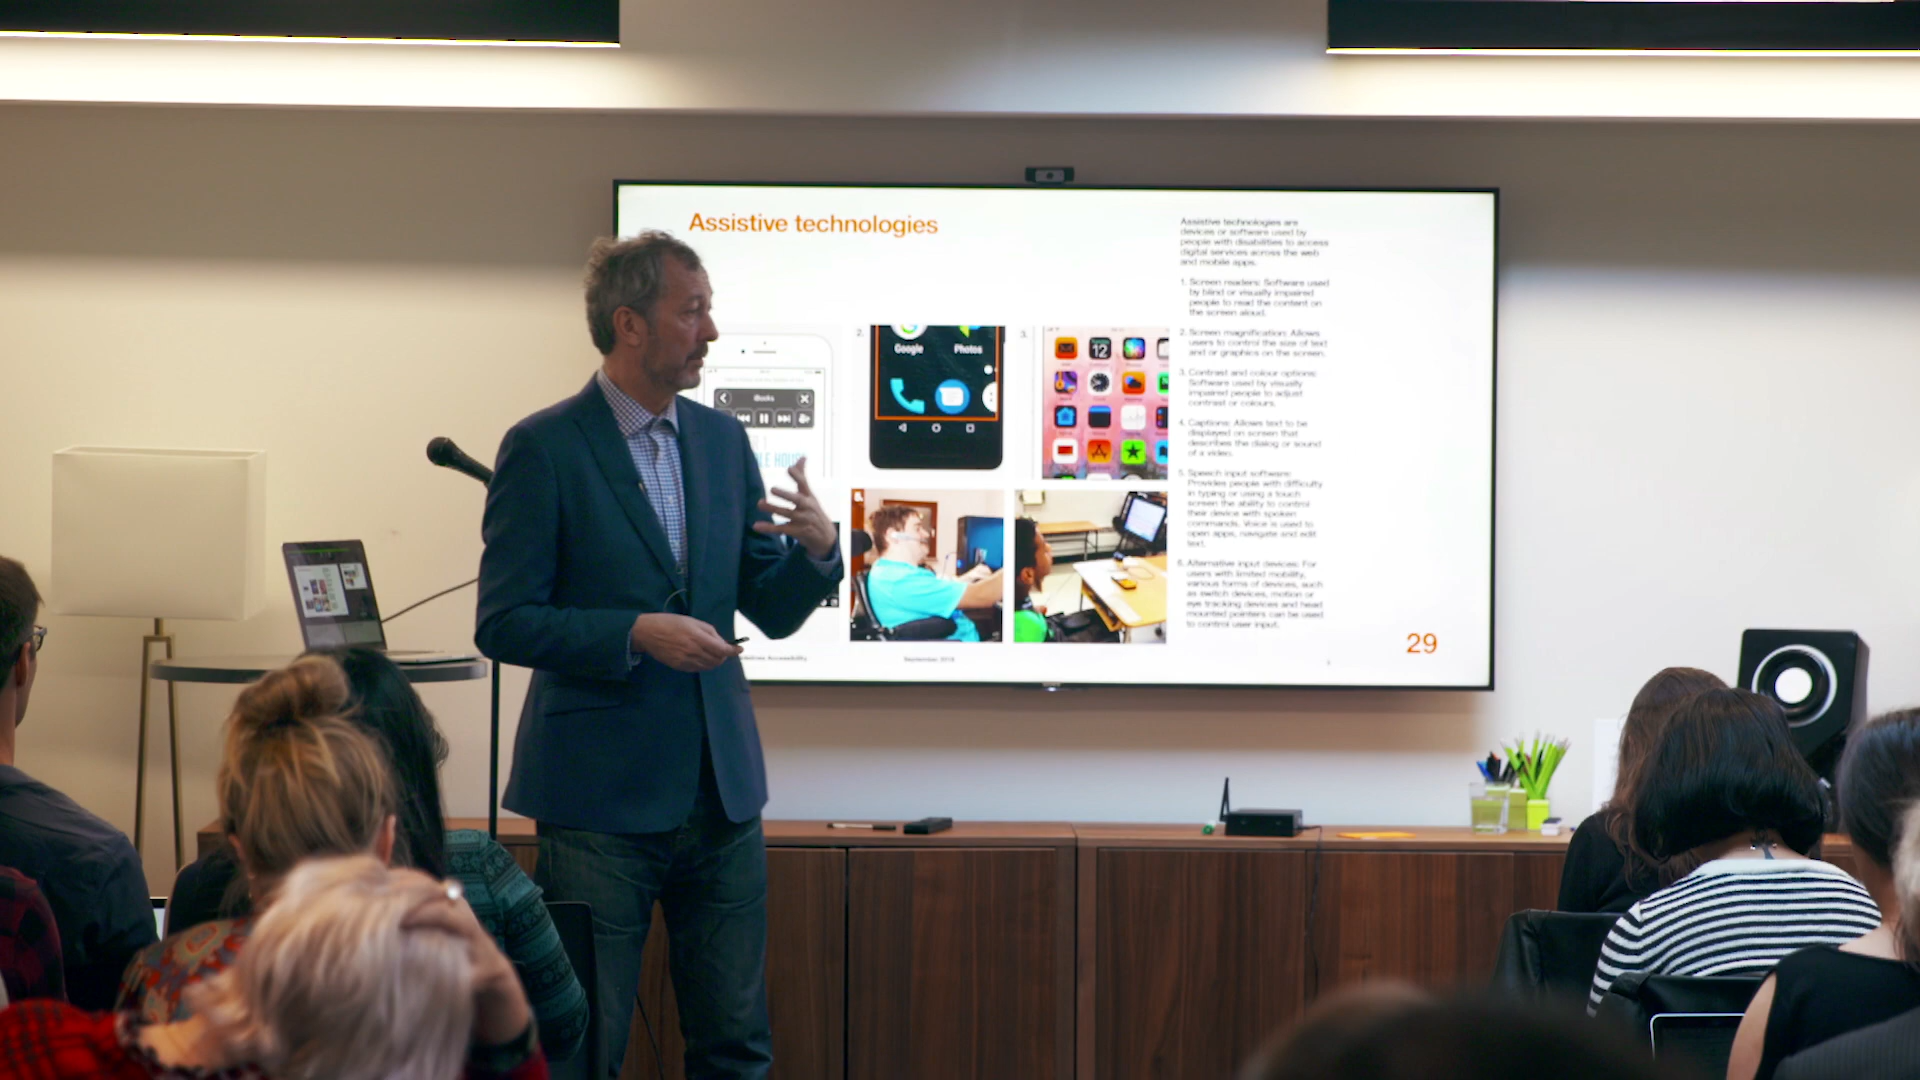 Assistive technologies
Assistive technologies are
devices or software used by
people with disabilities to access
digital services across the web
and mobile apps.
1. Screen readers: Software used
by blind or visually impaired
people to read the content on
the screen aloud.
2. Screen magnification: Allows
users to control the size of text
and or graphics on the screen.
3. Contrast and colour options:
Software used by visually
impaired people to adjust
contrast or colours.
4. Captions: Allows text to be
displayed on screen that
describes the dialog or sound
of a video.
5. Speech input software:
Provides people with difficulty
in typing or using a touch
screen the ability to control
their device with spoken
commands. Voice is used to
open apps, navigate and edit
text.
6. Alternative input devices: For
users with limited mobility,
various forms of devices, such
as switch devices, motion or
eye tracking devices and head
mounted pointers can be used
to control user input.
2.
3.
Google Photos
12
iBooks
6.
Accessibility
September 2018
29